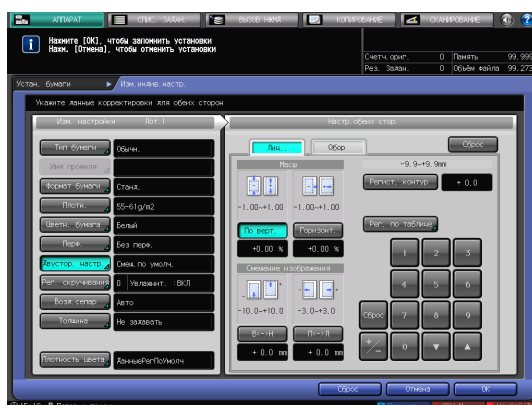 АППАРАТ
СПИС. ЗАДАН.
ВЫЗОВ НЖМД
КОПИРОВАНИЕ
СКАНИРОВАНИЕ
Нажмите [OK], чтобы запомнить установки
Нажм. [Отмена], чтобы отменить установки
Счетч.ориг. 0 Память 99.999
Рез. Задан. 0 Объём файла 99.273
Устан. бумаги Изм.индив.настр.
Укажите данные корректировки для обеих сторон
Изм. настройки Лот.1
Настр.обеих стор.
Тип бумаги Обычн.
Имя профиля
Формат бумаги Станд.
Плотн. 55-61g/m2
Цветн. бумага Белый
Перф. Без перф.
Двустор. настр. Смещ.по умолч.
Рег. скручивания 0 Увлажнит. :ВКЛ
Возд.сепар Авто
Толщина Не задавать
Плотность цвета ДанныеРегПоУмолч
Лиц.
Обор
Сброс
Масш
-1.00~+1.00 -1.00~+1.00
По верт. Горизонт.
+0.00 % +0.00 %
Смещение изображения
-10.0~+10.0 -3.0~+3.0
В<->Н П<->Л
+ 0.0 mm + 0.0 mm
-9.9~+9.9mm
Регист. контур + 0.0
Рег. по таблице
1 2 3
4 5 6
Сброс 7 8 9
+/- 0 ▼ ▲
Сброс Отмена OK